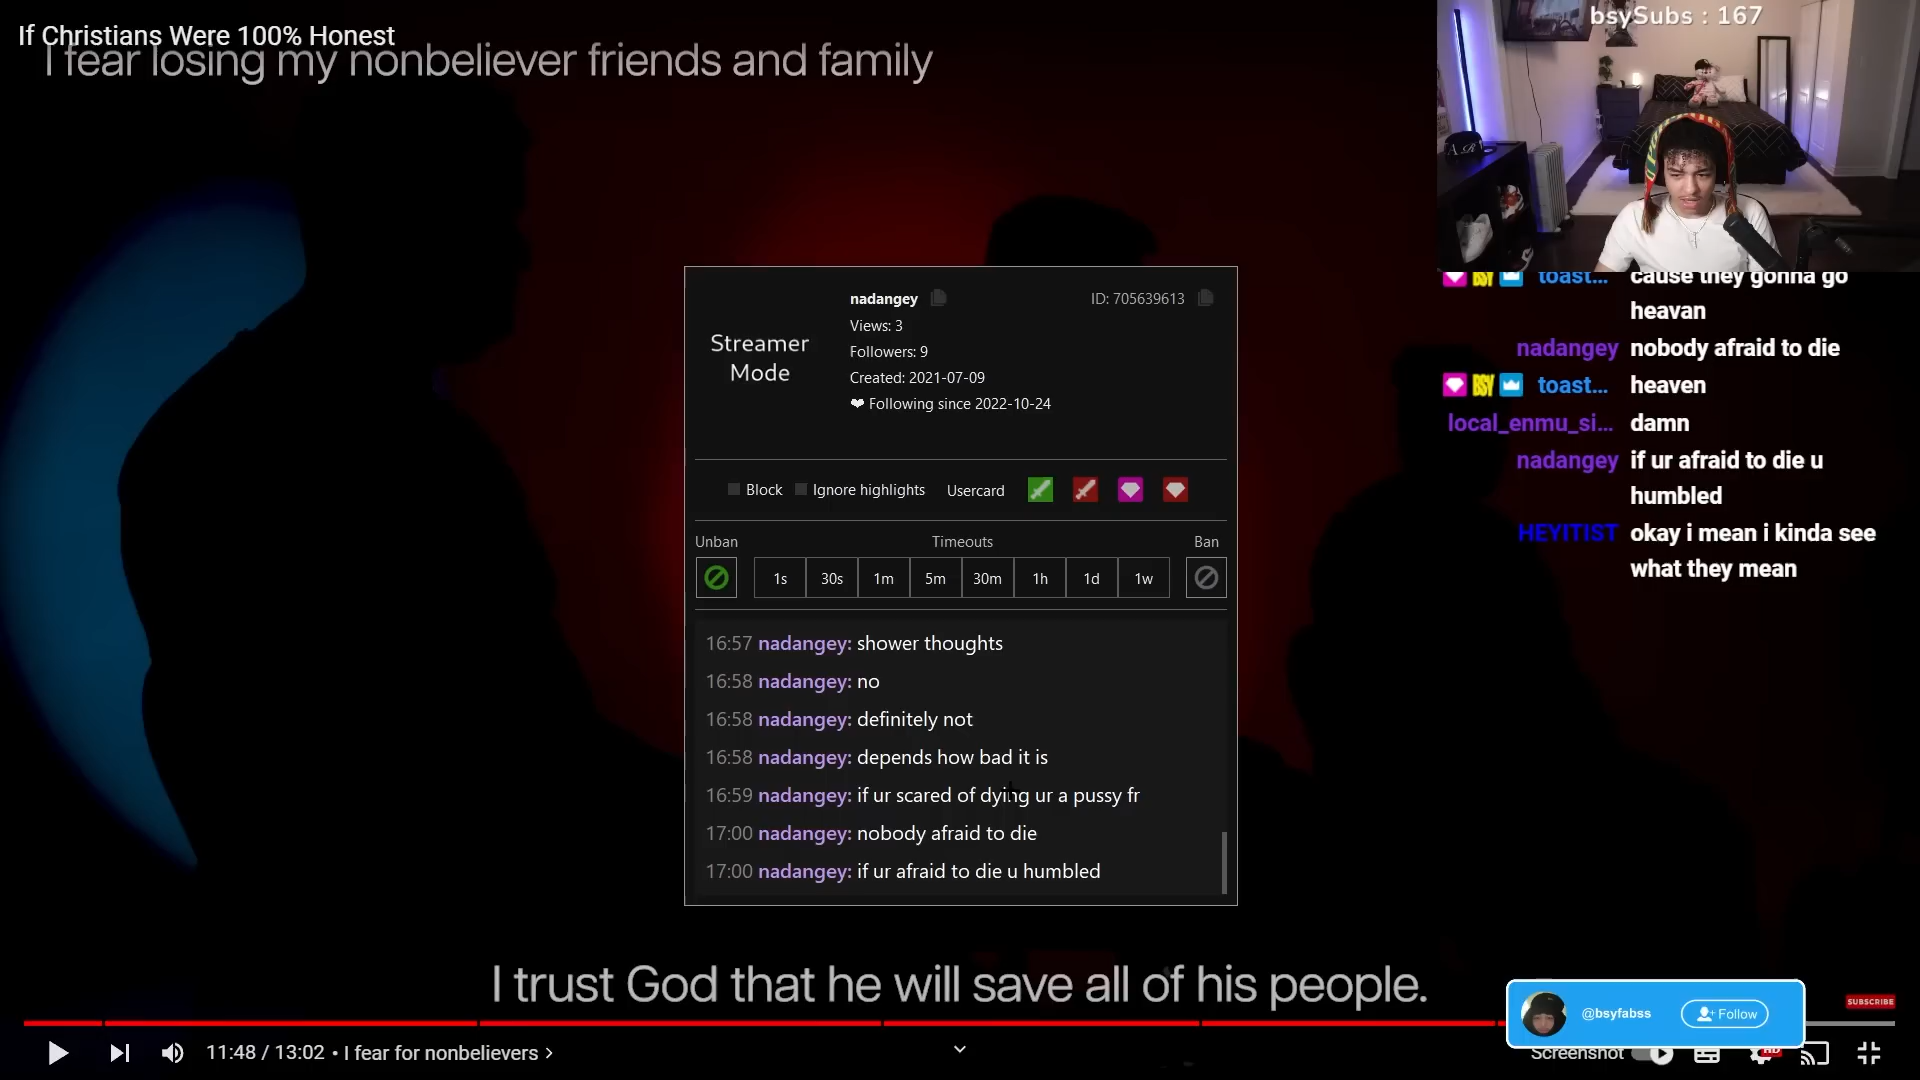 If Christians Were 100% Honest
I fear losing my nonbeliever friends and family
bsySubs : 167
toast... cause they gonna go
heavan
nadangey nobody afraid to die
BSY toast... heaven
local_enmu_si... damn
nadangey if ur afraid to die u
humbled
HEYITIST okay i mean i kinda see
what they mean
Streamer
Mode
nadangey ID: 705639613
Views: 3
Followers: 9
Created: 2021-07-09
❤ Following since 2022-10-24
Block Ignore highlights Usercard
Unban Timeouts Ban
1s 30s 1m 5m 30m 1h 1d 1w
16:57 nadangey: shower thoughts
16:58 nadangey: no
16:58 nadangey: definitely not
16:58 nadangey: depends how bad it is
16:59 nadangey: if ur scared of dying ur a pussy fr
17:00 nadangey: nobody afraid to die
17:00 nadangey: if ur afraid to die u humbled
I trust God that he will save all of his people.
@bsyfabss Follow
SUBSCRIBE
11:48 / 13:02 • I fear for nonbelievers >
Screenshot
HD